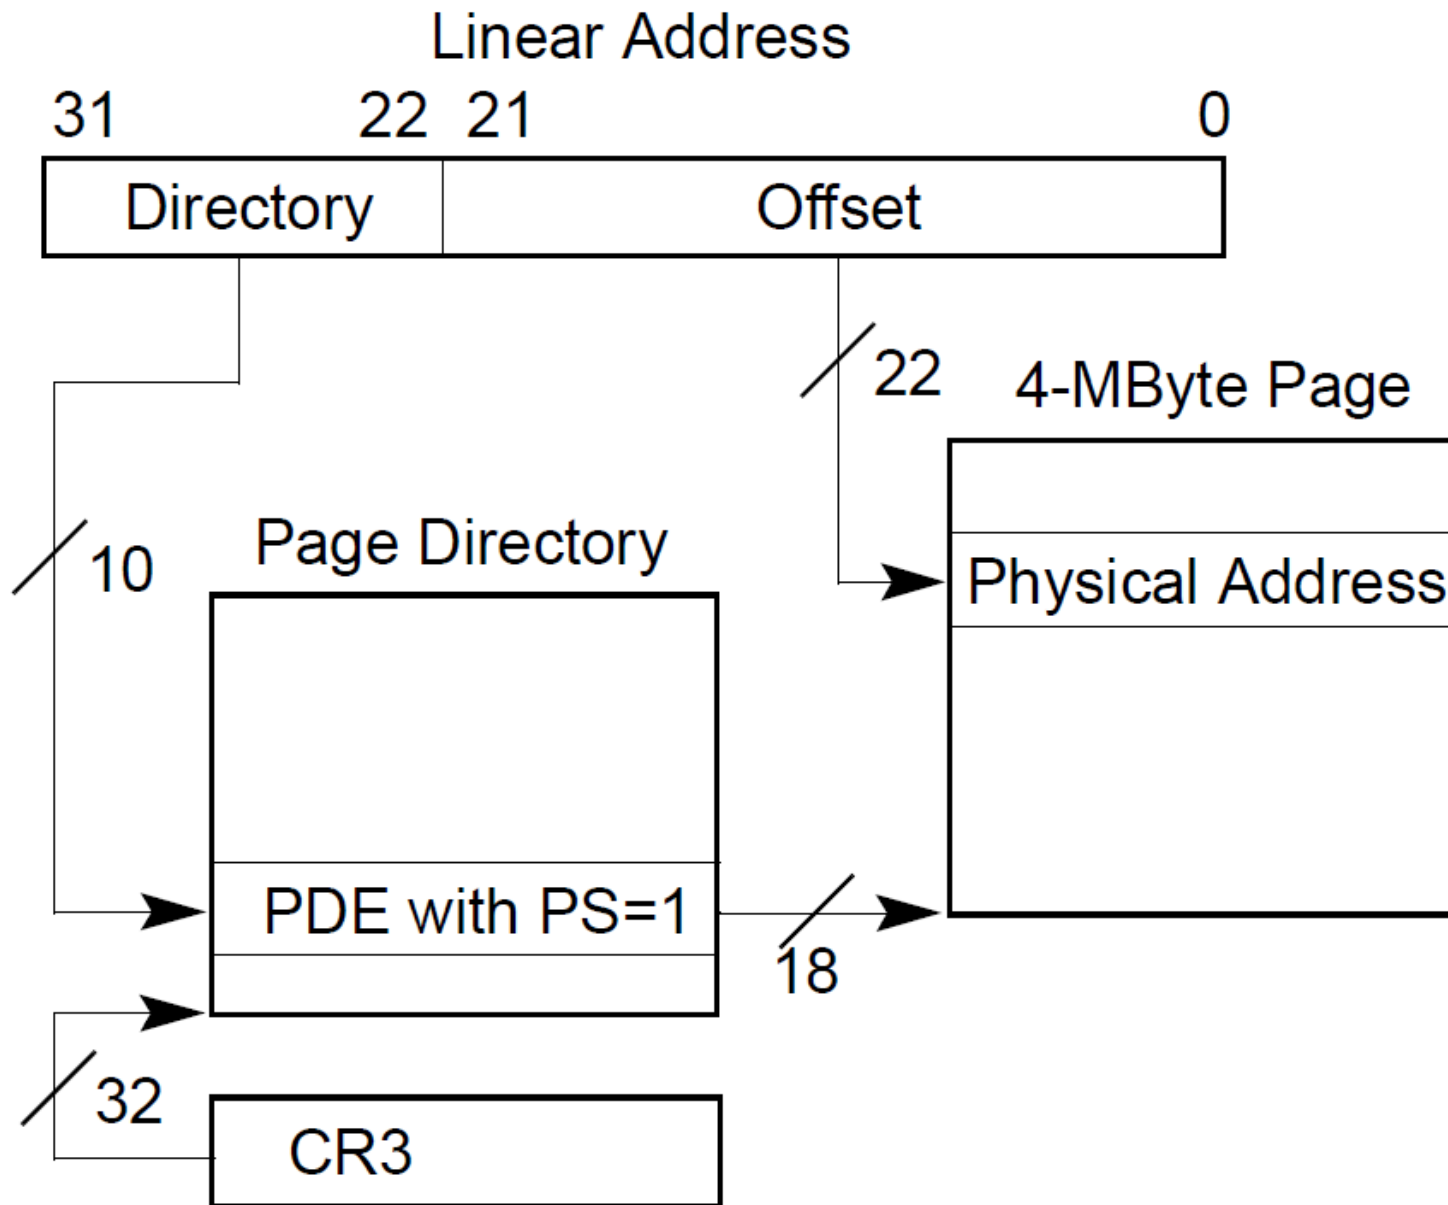 Linear Address
31 22 21 0
Directory Offset
22
4-MByte Page
10
Page Directory
Physical Address
PDE with PS=1
18
32
CR3